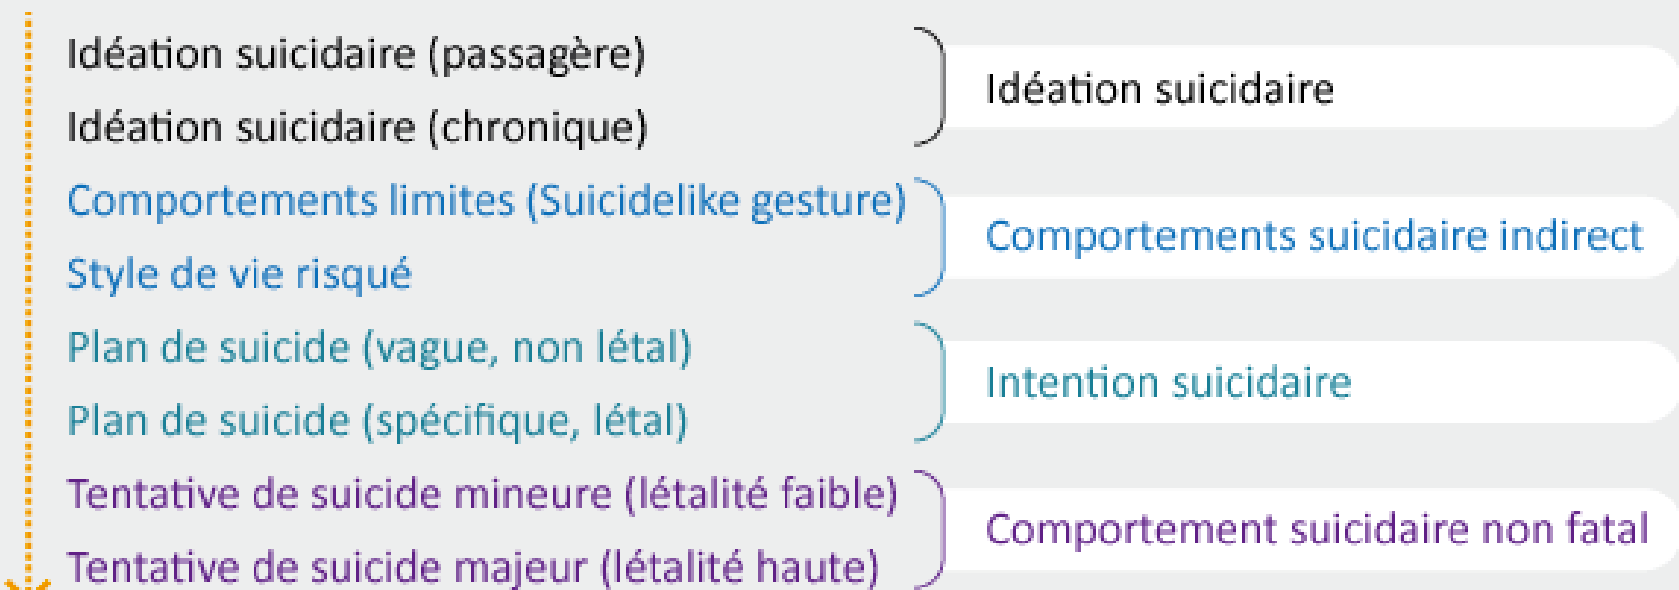 Idéation suicidaire (passagère)
Idéation suicidaire (chronique)
Idéation suicidaire
Comportements limites (Suicidelike gesture)
Style de vie risqué
Comportements suicidaire indirect
Plan de suicide (vague, non létal)
Plan de suicide (spécifique, létal)
Intention suicidaire
Tentative de suicide mineure (létalité faible)
Tentative de suicide majeur (létalité haute)
Comportement suicidaire non fatal